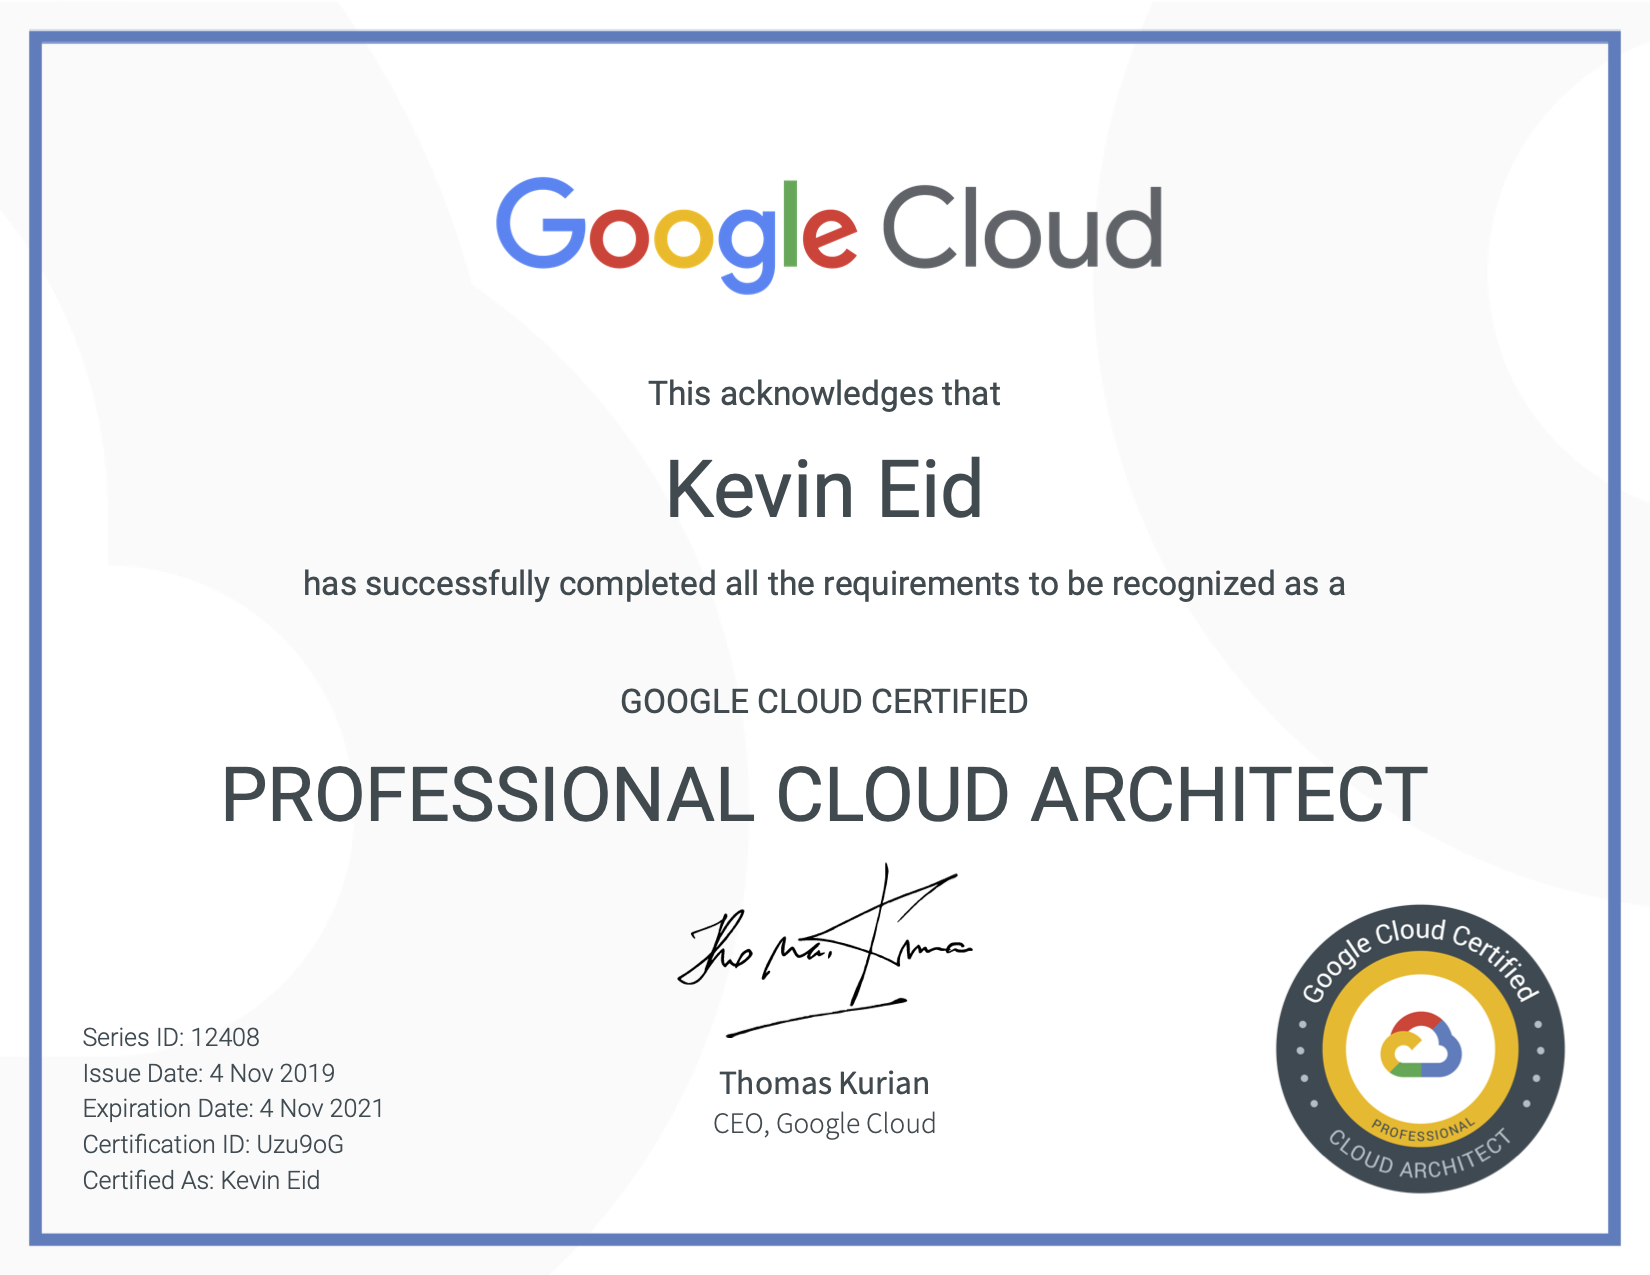 Google Cloud
This acknowledges that
Kevin Eid
has successfully completed all the requirements to be recognized as a
GOOGLE CLOUD CERTIFIED
PROFESSIONAL CLOUD ARCHITECT
Thomas Kurian
Thomas Kurian
CEO, Google Cloud
Series ID: 12408
Issue Date: 4 Nov 2019
Expiration Date: 4 Nov 2021
Certification ID: Uzu9oG
Certified As: Kevin Eid
Google Cloud Certified
PROFESSIONAL
CLOUD ARCHITECT